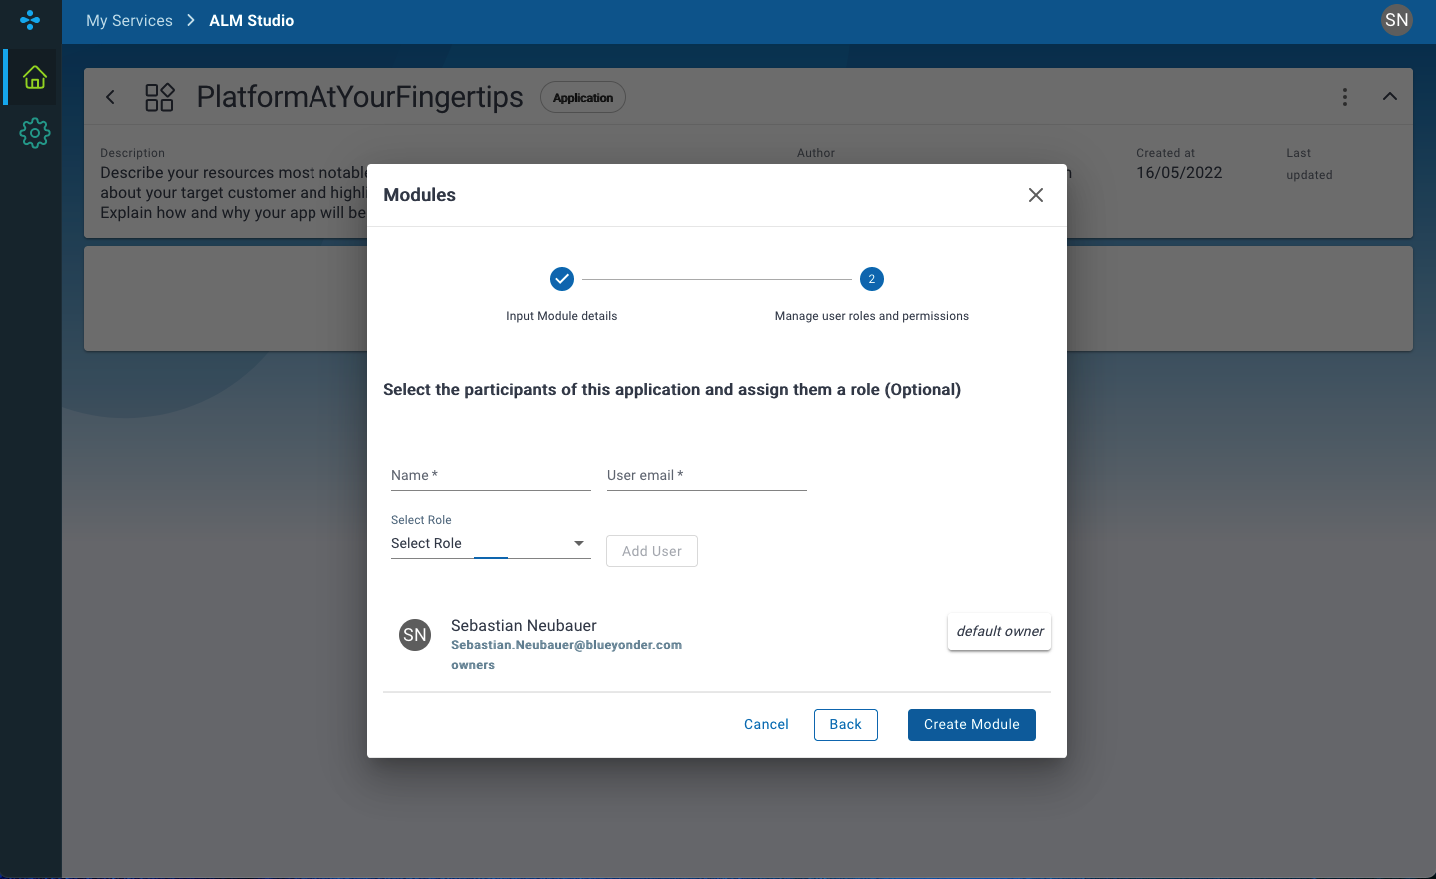 My Services > ALM Studio
SN
PlatformAtYourFingertips
Application
Description
Author
Created at
Last
updated
Describe your resources most notable
16/05/2022
about your target customer and highli
Explain how and why your app will be
Modules
2
Input Module details
Manage user roles and permissions
Select the participants of this application and assign them a role (Optional)
Name *
User email *
Select Role
Select Role
Add User
SN
Sebastian Neubauer
Sebastian.Neubauer@blueyonder.com
owners
default owner
Cancel
Back
Create Module